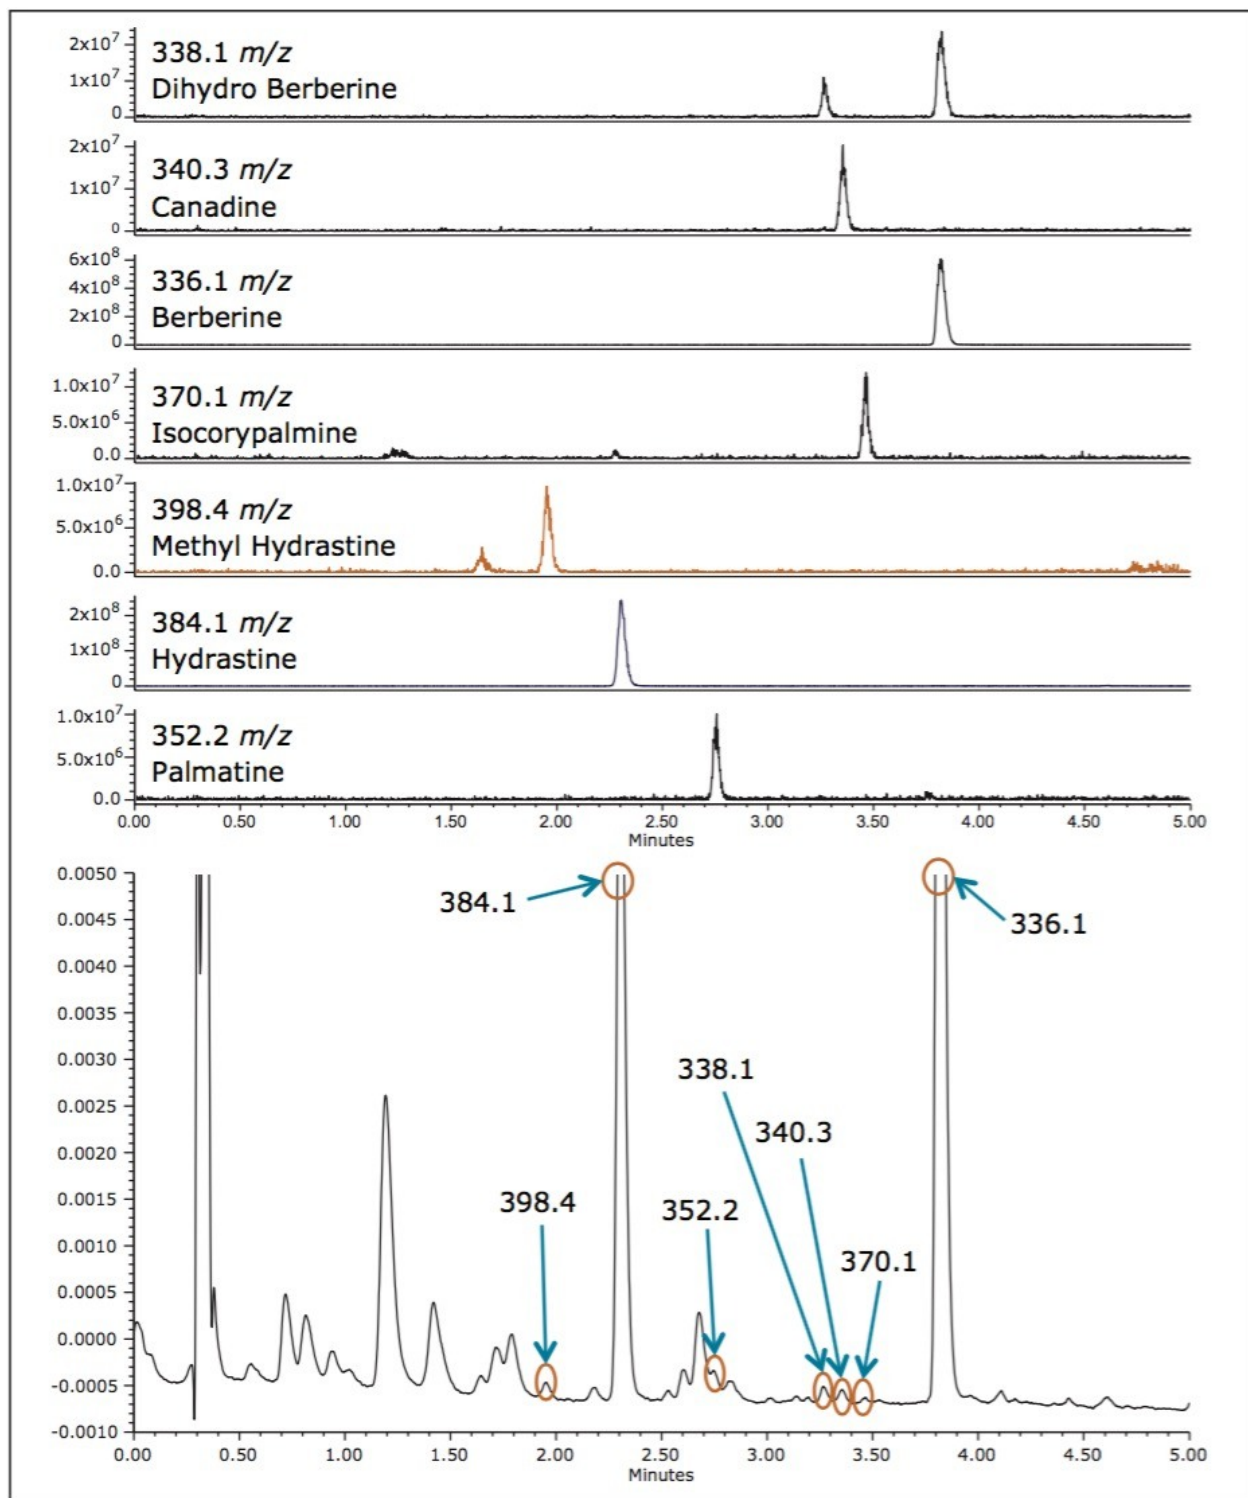 338.1 m/z
Dihydro Berberine
2x10⁷
1x10⁷
0
340.3 m/z
Canadine
2x10⁷
1x10⁷
0
336.1 m/z
Berberine
6x10⁸
4x10⁸
2x10⁸
0
370.1 m/z
Isocorypalmine
1.0x10⁷
5.0x10⁶
0.0
398.4 m/z
Methyl Hydrastine
1.0x10⁷
5.0x10⁶
0.0
384.1 m/z
Hydrastine
2x10⁸
1x10⁸
0
352.2 m/z
Palmatine
1.0x10⁷
5.0x10⁶
0.0
0.00 0.50 1.00 1.50 2.00 2.50 3.00 3.50 4.00 4.50 5.00
Minutes
0.0050
0.0045
0.0040
0.0035
0.0030
0.0025
0.0020
0.0015
0.0010
0.0005
0.0000
-0.0005
-0.0010
384.1
336.1
338.1
340.3
398.4
352.2
370.1
0.00 0.50 1.00 1.50 2.00 2.50 3.00 3.50 4.00 4.50 5.00
Minutes